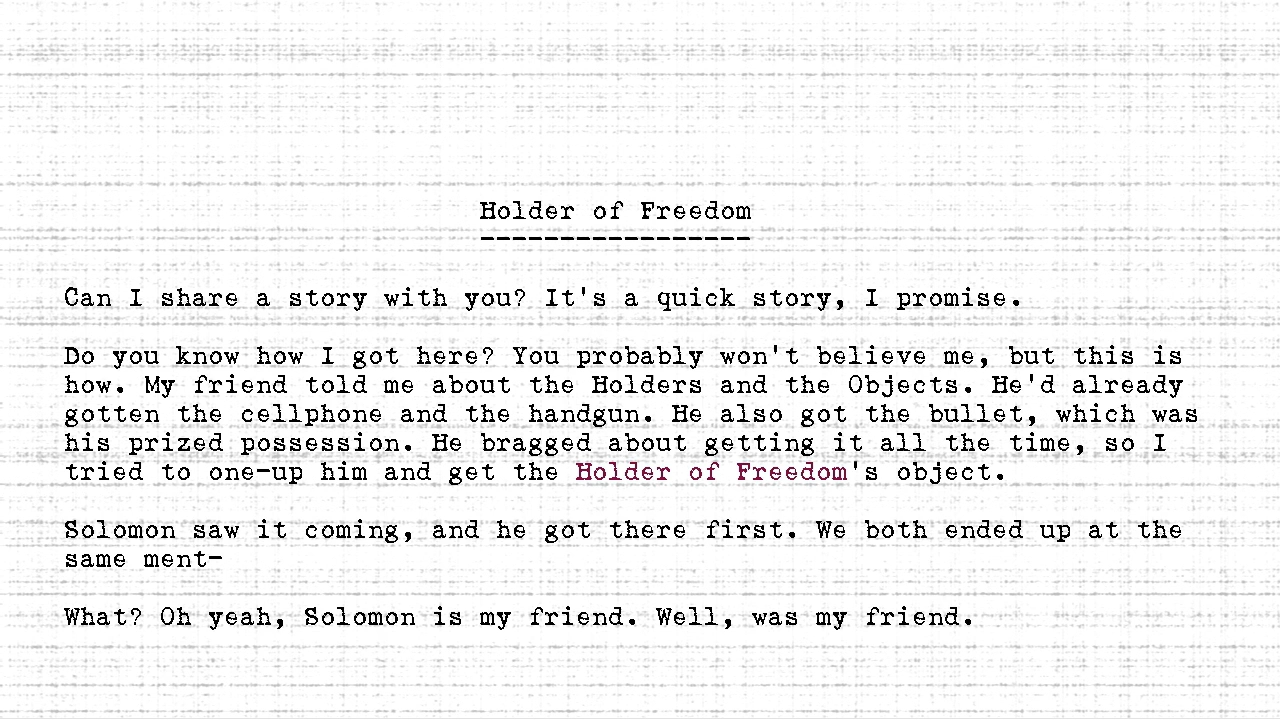 Holder of Freedom
-----------------
Can I share a story with you? It's a quick story, I promise.
Do you know how I got here? You probably won't believe me, but this is
how. My friend told me about the Holders and the Objects. He'd already
gotten the cellphone and the handgun. He also got the bullet, which was
his prized possession. He bragged about getting it all the time, so I
tried to one-up him and get the Holder of Freedom's object.
Solomon saw it coming, and he got there first. We both ended up at the
same ment-
What? Oh yeah, Solomon is my friend. Well, was my friend.